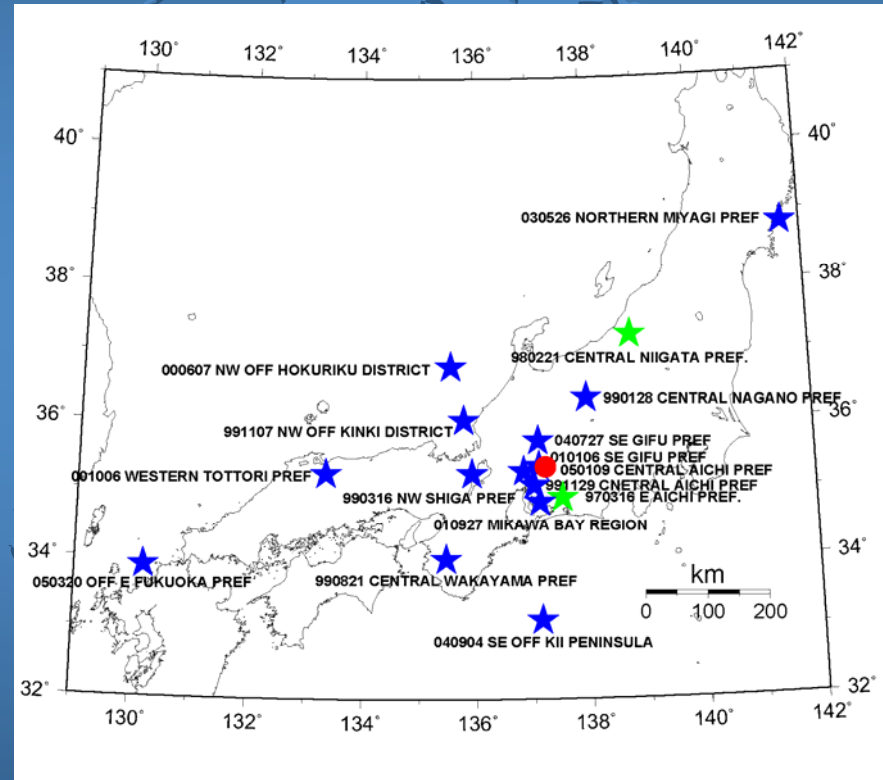 130° 132° 134° 136° 138° 140° 142°
40° 40°
030526 NORTHERN MIYAGI PREF
38° 38°
980221 CENTRAL NIIGATA PREF.
000607 NW OFF HOKURIKU DISTRICT
990128 CENTRAL NAGANO PREF
36° 36°
991107 NW OFF KINKI DISTRICT
040727 SE GIFU PREF
010106 SE GIFU PREF
001006 WESTERN TOTTORI PREF
050109 CENTRAL AICHI PREF
991129 CNETRAL AICHI PREF
990316 NW SHIGA PREF
970316 E AICHI PREF.
010927 MIKAWA BAY REGION
34° 34°
050320 OFF E FUKUOKA PREF
990821 CENTRAL WAKAYAMA PREF
km
0 100 200
040904 SE OFF KII PENINSULA
32° 32°
130° 132° 134° 136° 138° 140° 142°